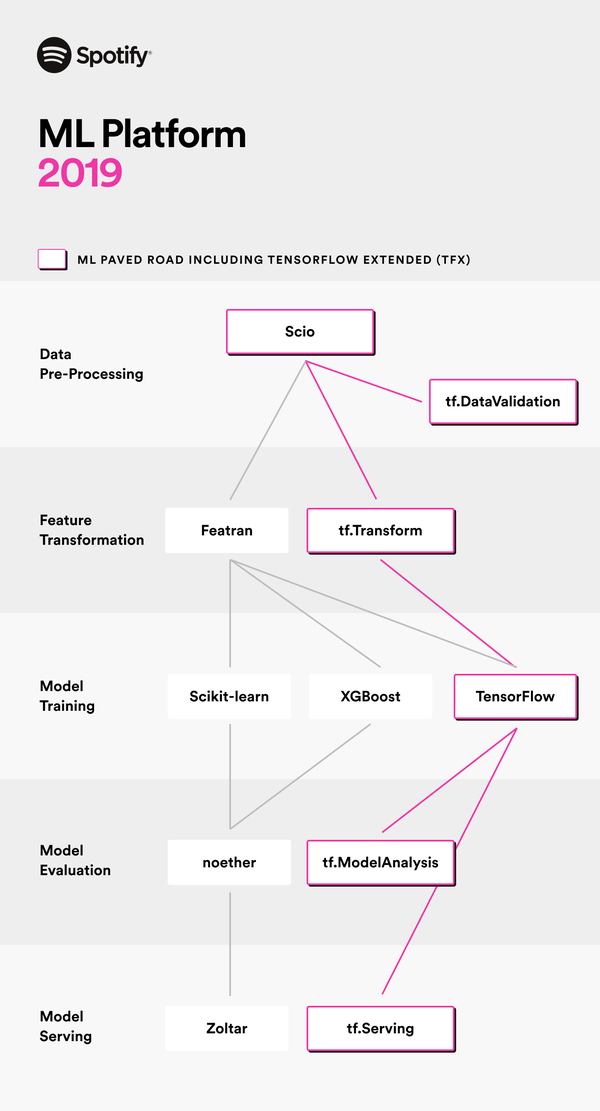 Spotify®
ML Platform
2019
ML PAVED ROAD INCLUDING TENSORFLOW EXTENDED (TFX)
Scio
Data
Pre-Processing
tf.DataValidation
Feature
Transformation
Featran
tf.Transform
Model
Training
Scikit-learn
XGBoost
TensorFlow
Model
Evaluation
noether
tf.ModelAnalysis
Model
Serving
Zoltar
tf.Serving